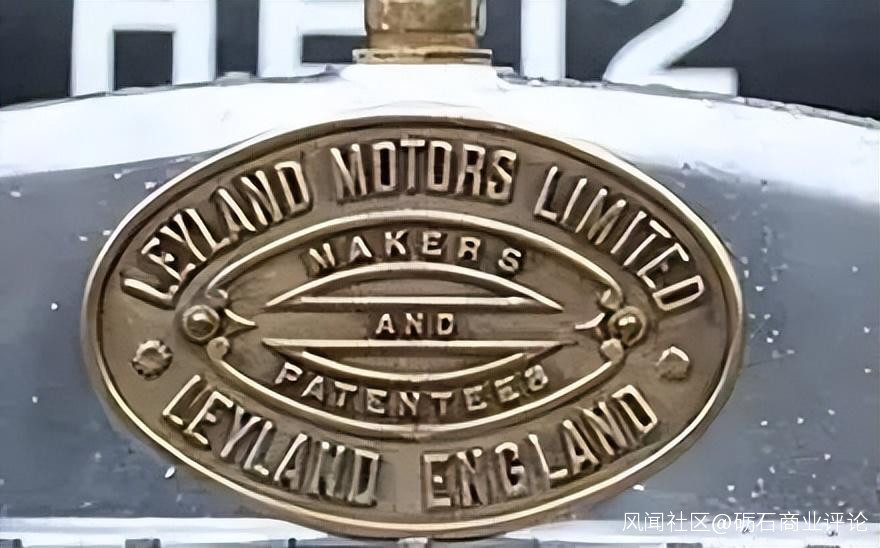 LEYLAND MOTORS LIMITED
MAKERS
AND
PATENTEES
LEYLAND ENGLAND
风闻社区@砺石商业评论